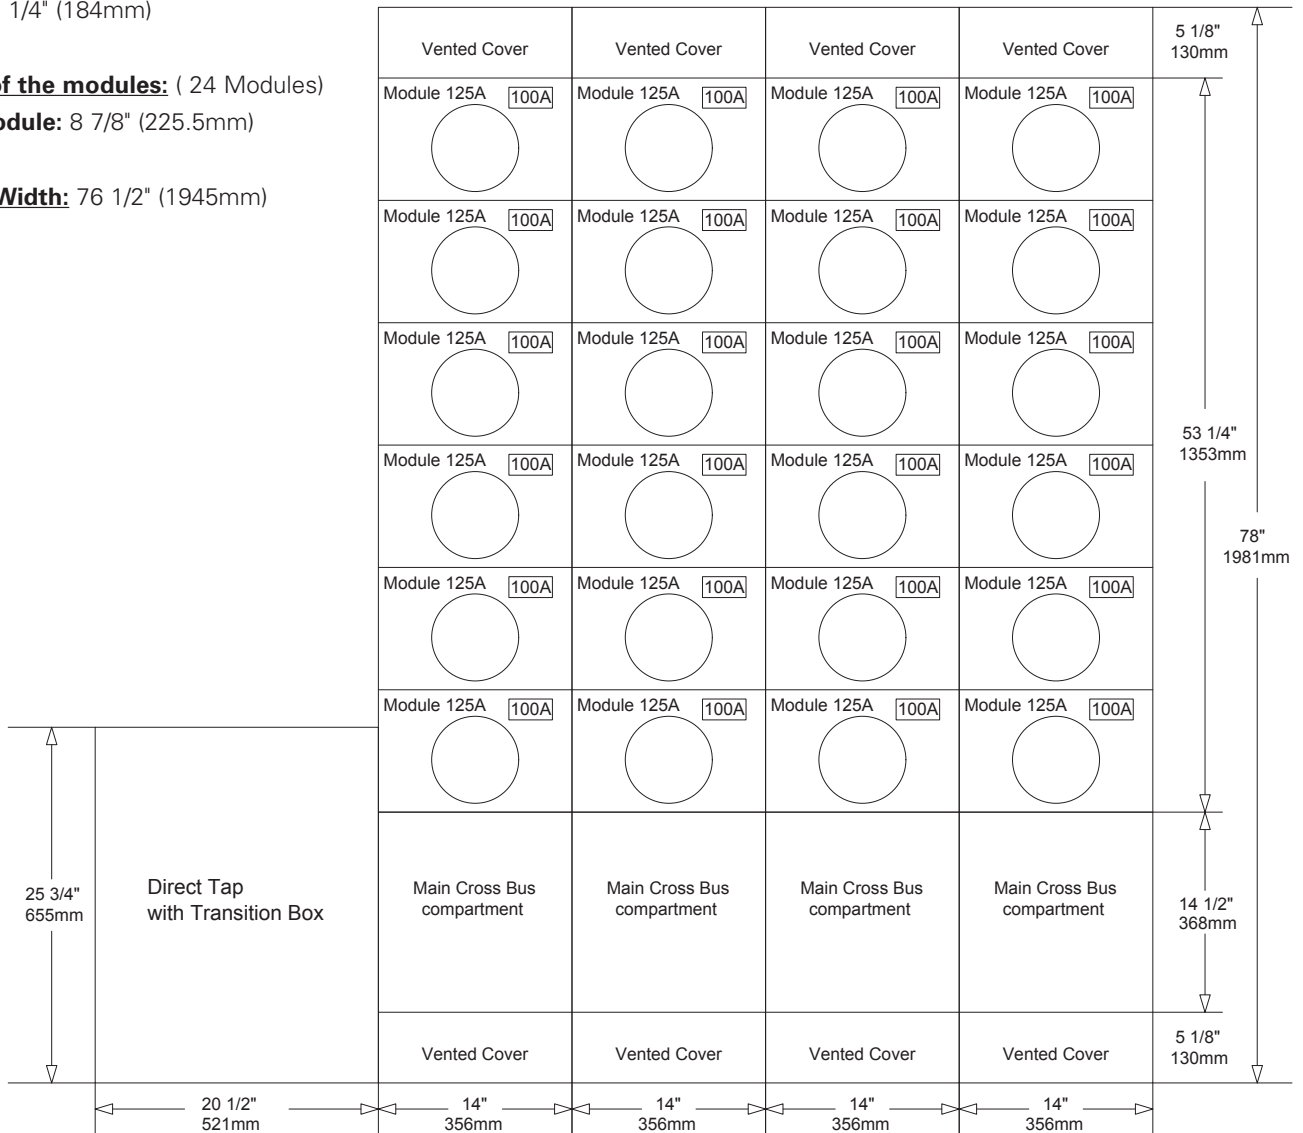 1/4" (184mm)
of the modules: ( 24 Modules)
odule: 8 7/8" (225.5mm)
Width: 76 1/2" (1945mm)
Vented Cover Vented Cover Vented Cover Vented Cover
5 1/8"
130mm
Module 125A 100A Module 125A 100A Module 125A 100A Module 125A 100A
Module 125A 100A Module 125A 100A Module 125A 100A Module 125A 100A
Module 125A 100A Module 125A 100A Module 125A 100A Module 125A 100A
53 1/4"
1353mm
Module 125A 100A Module 125A 100A Module 125A 100A Module 125A 100A
78"
1981mm
Module 125A 100A Module 125A 100A Module 125A 100A Module 125A 100A
Module 125A 100A Module 125A 100A Module 125A 100A Module 125A 100A
25 3/4"
655mm
Direct Tap
with Transition Box
Main Cross Bus
compartment
Main Cross Bus
compartment
Main Cross Bus
compartment
Main Cross Bus
compartment
14 1/2"
368mm
Vented Cover Vented Cover Vented Cover Vented Cover
5 1/8"
130mm
20 1/2"
521mm
14"
356mm
14"
356mm
14"
356mm
14"
356mm